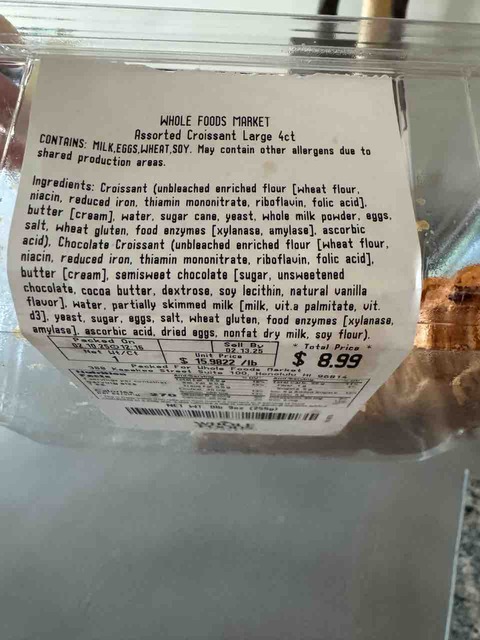 WHOLE FOODS MARKET
Assorted Croissant Large 4ct
CONTAINS: MILK,EGGS,WHEAT,SOY. May contain other allergens due to
shared production areas.
Ingredients: Croissant (unbleached enriched flour [wheat flour,
niacin, reduced iron, thiamin mononitrate, riboflavin, folic acid],
butter [cream], water, sugar cane, yeast, whole milk powder, eggs,
salt, wheat gluten, food enzymes [xylanase, amylase], ascorbic
acid), Chocolate Croissant (unbleached enriched flour [wheat flour,
niacin, reduced iron, thiamin mononitrate, riboflavin, folic acid],
butter [cream], semisweet chocolate [sugar, unsweetened
chocolate, cocoa butter, dextrose, soy lecithin, natural vanilla
flavor], water, partially skimmed milk [milk, vit.a palmitate, vit.
d3], yeast, sugar, eggs, salt, wheat gluten, food enzymes [xylanase,
amylase], ascorbic acid, dried eggs, nonfat dry milk, soy flour).
Packed On
Sell By
02.13.25
* Total Price *
$ 8.99
Net Wt/Ct
Unit Price
$ 15.9822 /lb
Packed For Whole Foods Market
Street Suite 100, Honolulu HI 96814
370